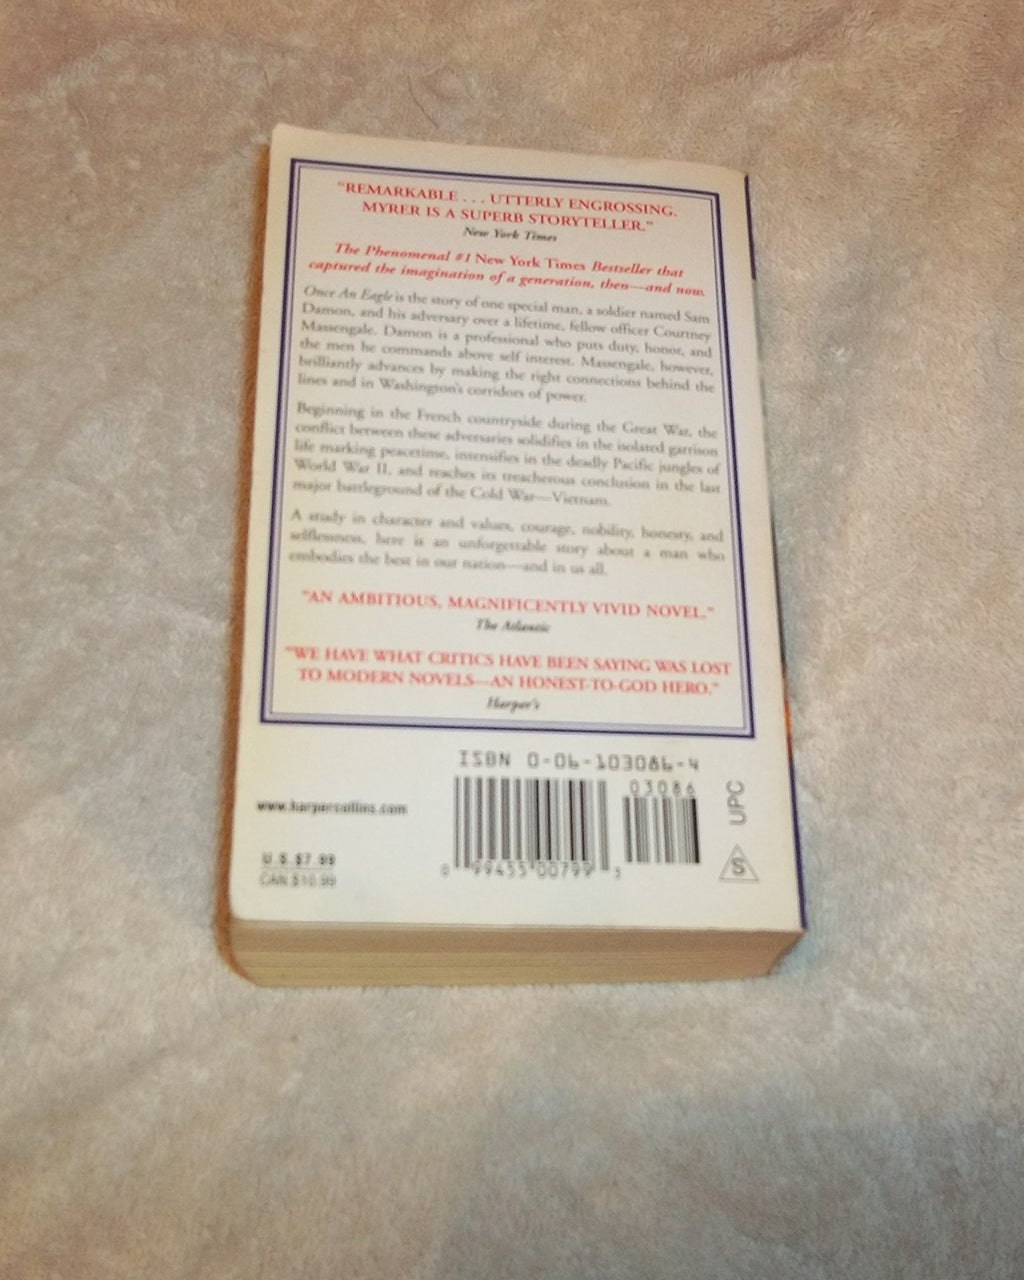 "REMARKABLE . . . UTTERLY ENGROSSING.
MYRER IS A SUPERB STORYTELLER."
New York Times
The Phenomenal #1 New York Times Bestseller that
captured the imagination of a generation, then—and now.
Once An Eagle is the story of one special man, a soldier named Sam
Damon, and his adversary over a lifetime, fellow officer Courtney
Massengale. Damon is a professional who puts duty, honor, and
the men he commands above self interest. Massengale, however,
brilliantly advances by making the right connections behind the
lines and in Washington's corridors of power.
Beginning in the French countryside during the Great War, the
conflict between these adversaries solidifies in the isolated garrison
life marking peacetime, intensifies in the deadly Pacific jungles of
World War II, and reaches its treacherous conclusion in the last
major battleground of the Cold War—Vietnam.
A study in character and values, courage, nobility, honesty, and
selflessness, here is an unforgettable story about a man who
embodies the best in our nation—and in us all.
"AN AMBITIOUS, MAGNIFICENTLY VIVID NOVEL."
The Atlantic
"WE HAVE WHAT CRITICS HAVE BEEN SAYING WAS LOST
TO MODERN NOVELS—AN HONEST-TO-GOD HERO."
Harper's
ISBN 0-06-103086-4
03086
UPC
www.harpercollins.com
U.S. $7.99
CAN. $10.99
0 99455 00799 5
S